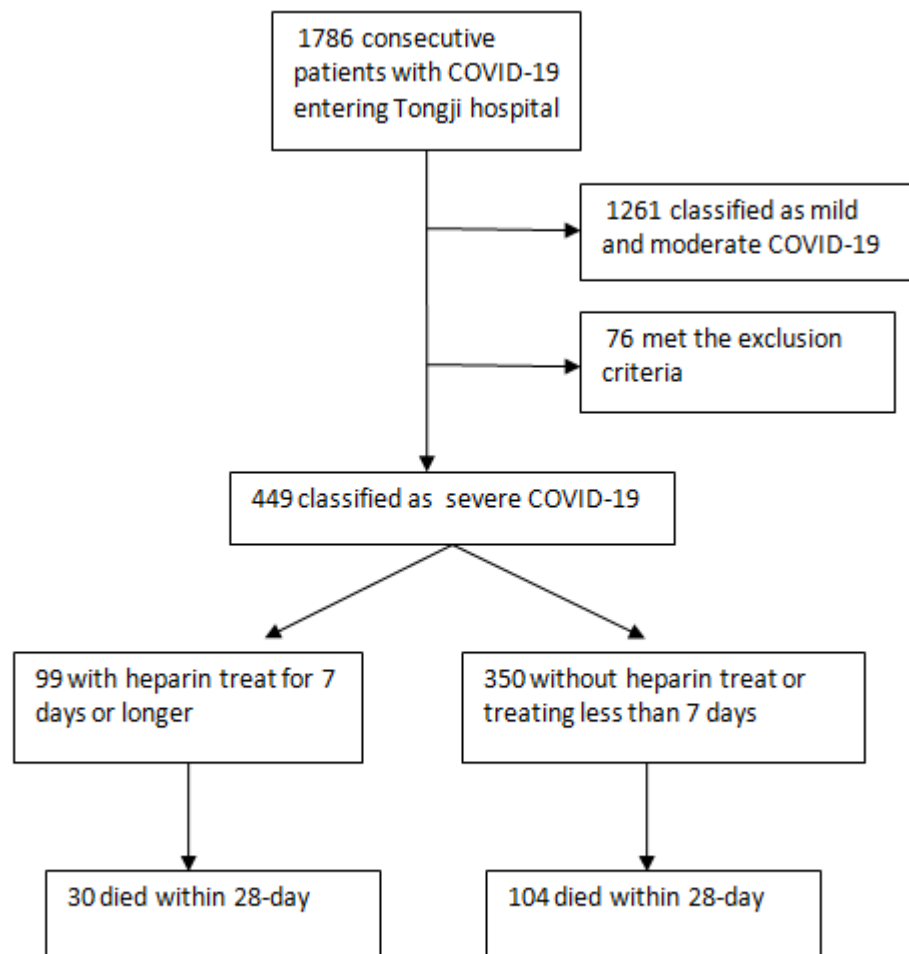 1786 consecutive
patients with COVID-19
entering Tongji hospital
1261 classified as mild
and moderate COVID-19
76 met the exclusion
criteria
449 classified as severe COVID-19
99 with heparin treat for 7
days or longer
350 without heparin treat or
treating less than 7 days
30 died within 28-day
104 died within 28-day